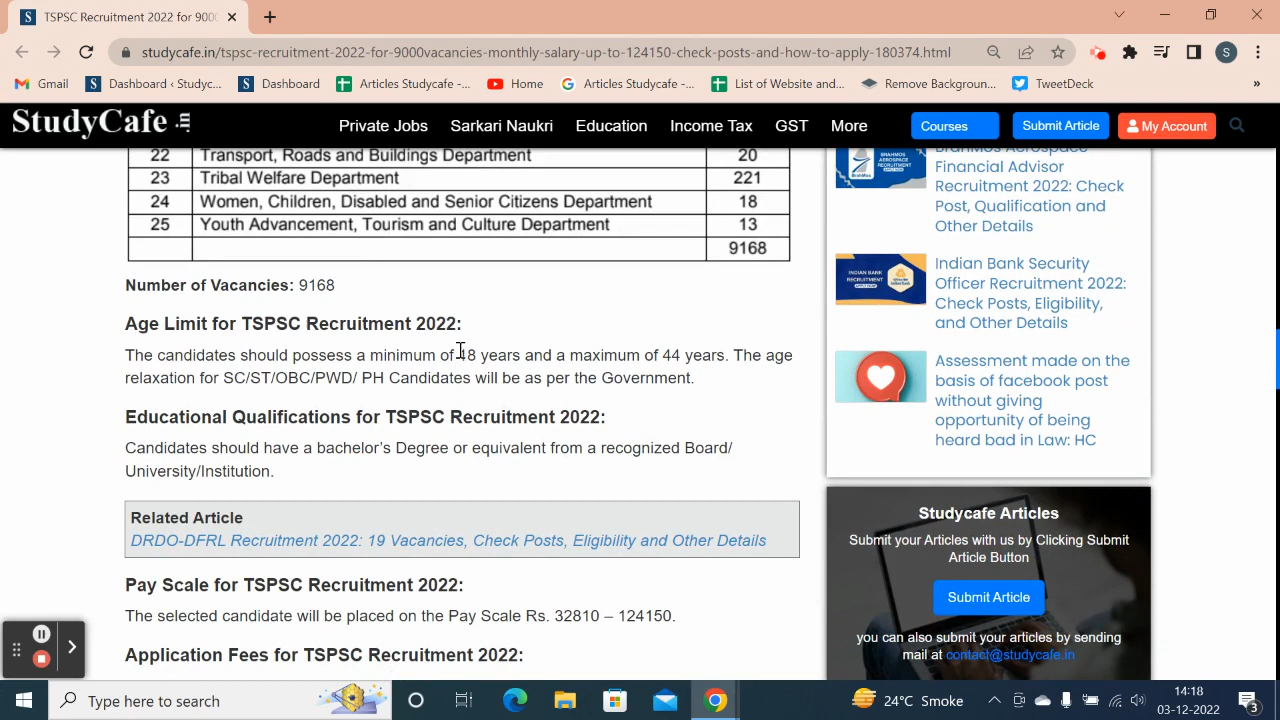 TSPSC Recruitment 2022 for 900
studycafe.in/tspsc-recruitment-2022-for-9000vacancies-monthly-salary-up-to-124150-check-posts-and-how-to-apply-180374.html
S
Gmail
Dashboard ‹ Studyc...
Dashboard
Articles Studycafe -...
Home
Articles Studycafe -...
List of Website and...
Remove Background...
TweetDeck
»
StudyCafe .in
Private Jobs
Sarkari Naukri
Education
Income Tax
GST
More
Courses
Submit Article
My Account
22 Transport, Roads and Buildings Department 20
23 Tribal Welfare Department 221
24 Women, Children, Disabled and Senior Citizens Department 18
25 Youth Advancement, Tourism and Culture Department 13
9168
Number of Vacancies: 9168
Age Limit for TSPSC Recruitment 2022:
The candidates should possess a minimum of 18 years and a maximum of 44 years. The age
relaxation for SC/ST/OBC/PWD/ PH Candidates will be as per the Government.
Educational Qualifications for TSPSC Recruitment 2022:
Candidates should have a bachelor’s Degree or equivalent from a recognized Board/
University/Institution.
Related Article
DRDO-DFRL Recruitment 2022: 19 Vacancies, Check Posts, Eligibility and Other Details
Pay Scale for TSPSC Recruitment 2022:
The selected candidate will be placed on the Pay Scale Rs. 32810 – 124150.
Application Fees for TSPSC Recruitment 2022:
BRAHMOS
AEROSPACE
RECRUITMENT
BrahMos Aerospace
Financial Advisor
Recruitment 2022: Check
Post, Qualification and
Other Details
INDIAN BANK
RECRUITMENT
Indian Bank Security
Officer Recruitment 2022:
Check Posts, Eligibility,
and Other Details
Assessment made on the
basis of facebook post
without giving
opportunity of being
heard bad in Law: HC
Studycafe Articles
Submit your Articles with us by Clicking Submit
Article Button
Submit Article
you can also submit your articles by sending
mail at contact@studycafe.in
Type here to search
24°C Smoke
14:18
03-12-2022
3